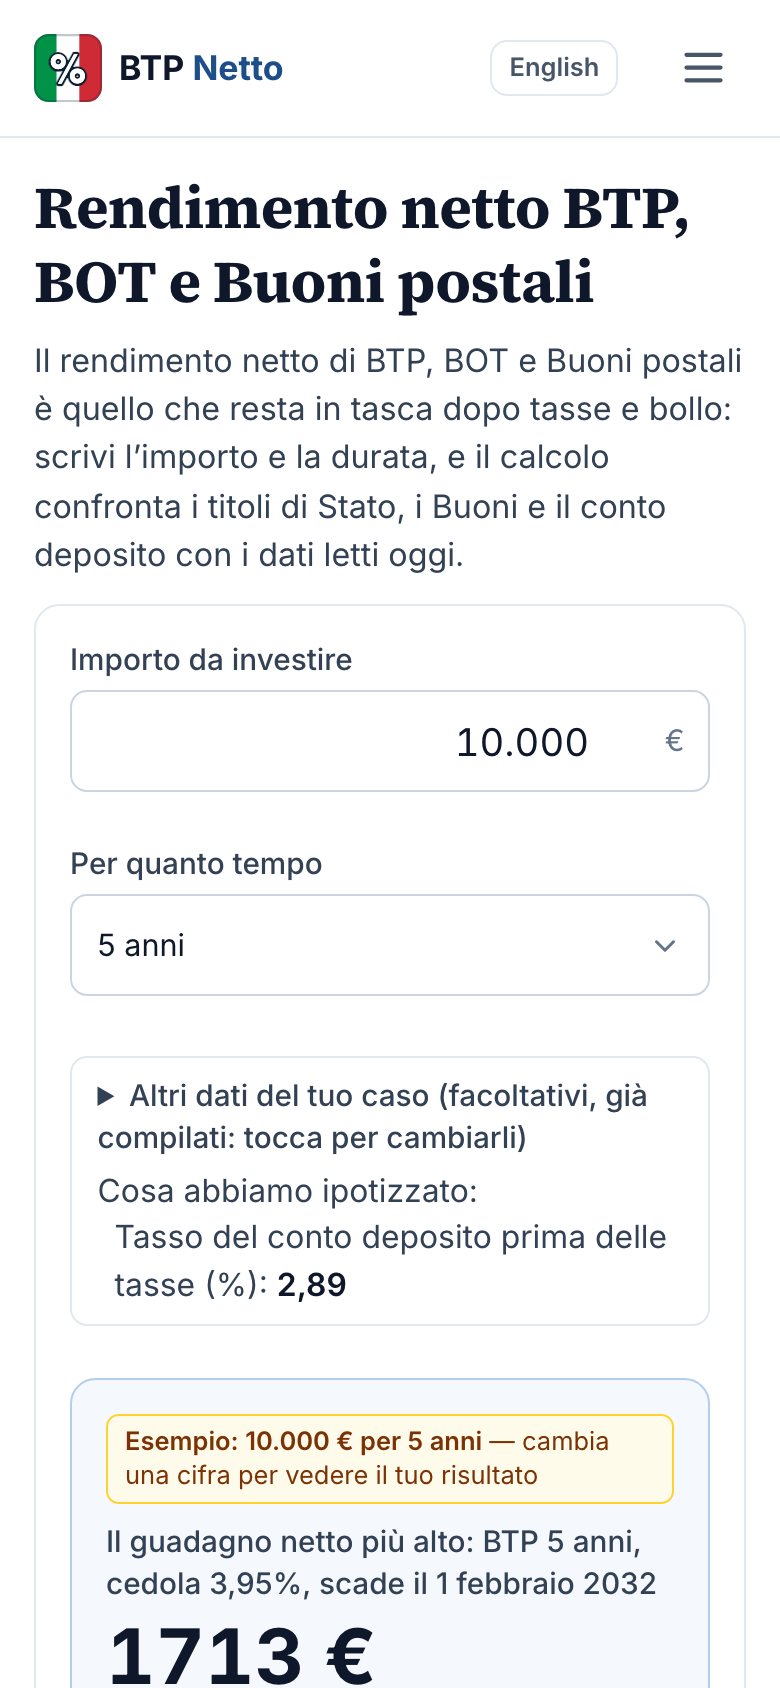 %
BTP Netto
English
Rendimento netto BTP,
BOT e Buoni postali
Il rendimento netto di BTP, BOT e Buoni postali
è quello che resta in tasca dopo tasse e bollo:
scrivi l’importo e la durata, e il calcolo
confronta i titoli di Stato, i Buoni e il conto
deposito con i dati letti oggi.
Importo da investire
10.000 €
Per quanto tempo
5 anni
Altri dati del tuo caso (facoltativi, già
compilati: tocca per cambiarli)
Cosa abbiamo ipotizzato:
Tasso del conto deposito prima delle
tasse (%): 2,89
Esempio: 10.000 € per 5 anni — cambia
una cifra per vedere il tuo risultato
Il guadagno netto più alto: BTP 5 anni,
cedola 3,95%, scade il 1 febbraio 2032
1713 €